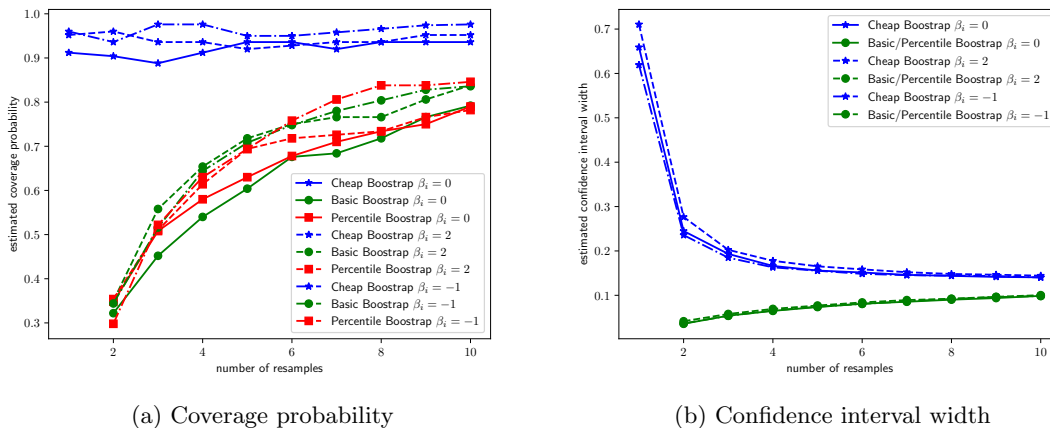 1.0
0.9
0.8
0.7
0.6
0.5
0.4
0.3
estimated coverage probability
2
4
6
8
10
number of resamples
Cheap Boostrap βᵢ = 0
Basic Boostrap βᵢ = 0
Percentile Boostrap βᵢ = 0
Cheap Boostrap βᵢ = 2
Basic Boostrap βᵢ = 2
Percentile Boostrap βᵢ = 2
Cheap Boostrap βᵢ = −1
Basic Boostrap βᵢ = −1
Percentile Boostrap βᵢ = −1
(a) Coverage probability
0.7
0.6
0.5
0.4
0.3
0.2
0.1
estimated confidence interval width
2
4
6
8
10
number of resamples
Cheap Boostrap βᵢ = 0
Basic/Percentile Boostrap βᵢ = 0
Cheap Boostrap βᵢ = 2
Basic/Percentile Boostrap βᵢ = 2
Cheap Boostrap βᵢ = −1
Basic/Percentile Boostrap βᵢ = −1
(b) Confidence interval width